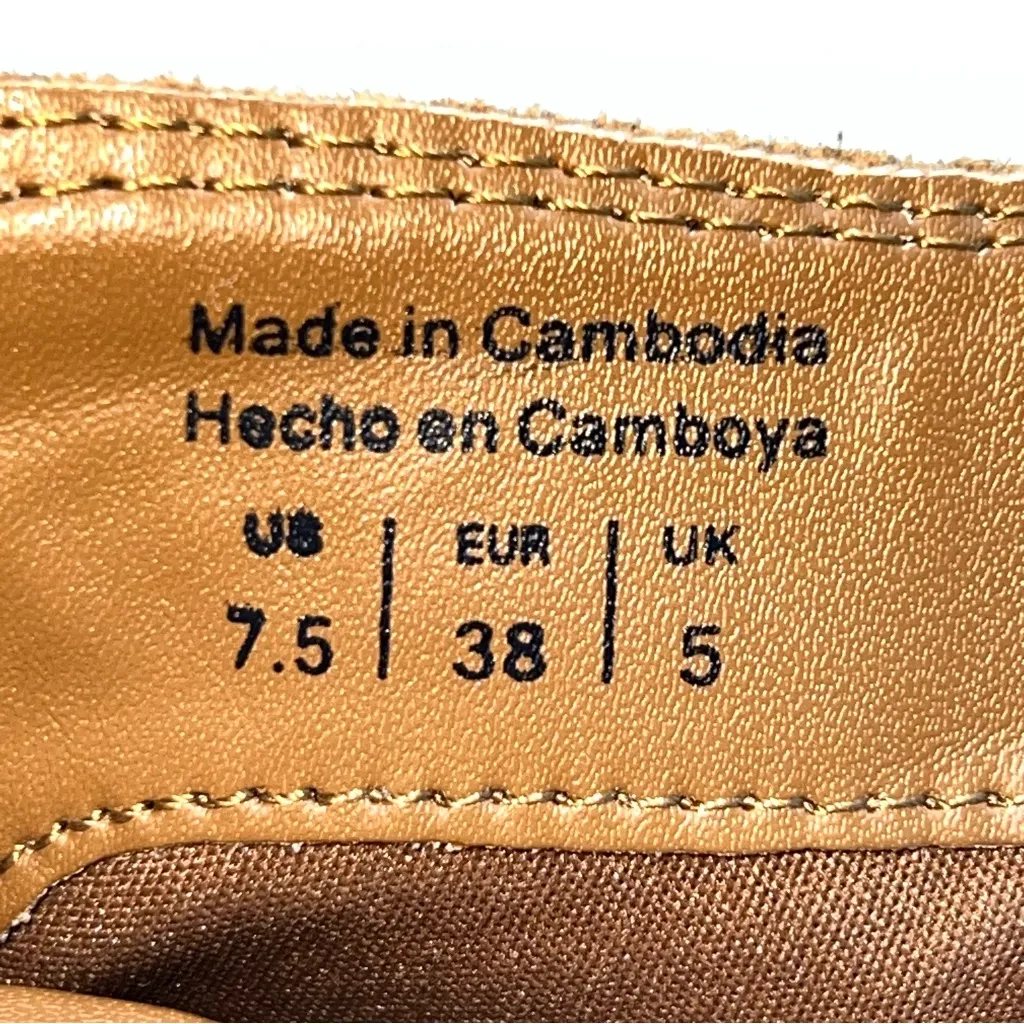 Made in Cambodia
Hecho en Camboya
US | EUR | UK
7.5 | 38 | 5